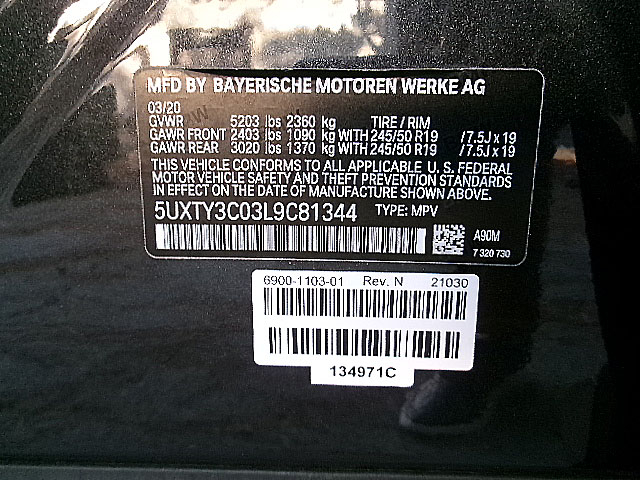 MFD BY BAYERISCHE MOTOREN WERKE AG
03/20
GVWR 5203 lbs 2360 kg TIRE / RIM
GAWR FRONT 2403 lbs 1090 kg WITH 245/50 R19 /7.5J x 19
GAWR REAR 3020 lbs 1370 kg WITH 245/50 R19 /7.5J x 19
THIS VEHICLE CONFORMS TO ALL APPLICABLE U. S. FEDERAL
MOTOR VEHICLE SAFETY AND THEFT PREVENTION STANDARDS
IN EFFECT ON THE DATE OF MANUFACTURE SHOWN ABOVE.
5UXTY3C03L9C81344 TYPE: MPV
A90M
7 320 730
6900-1103-01 Rev. N 21030
134971C